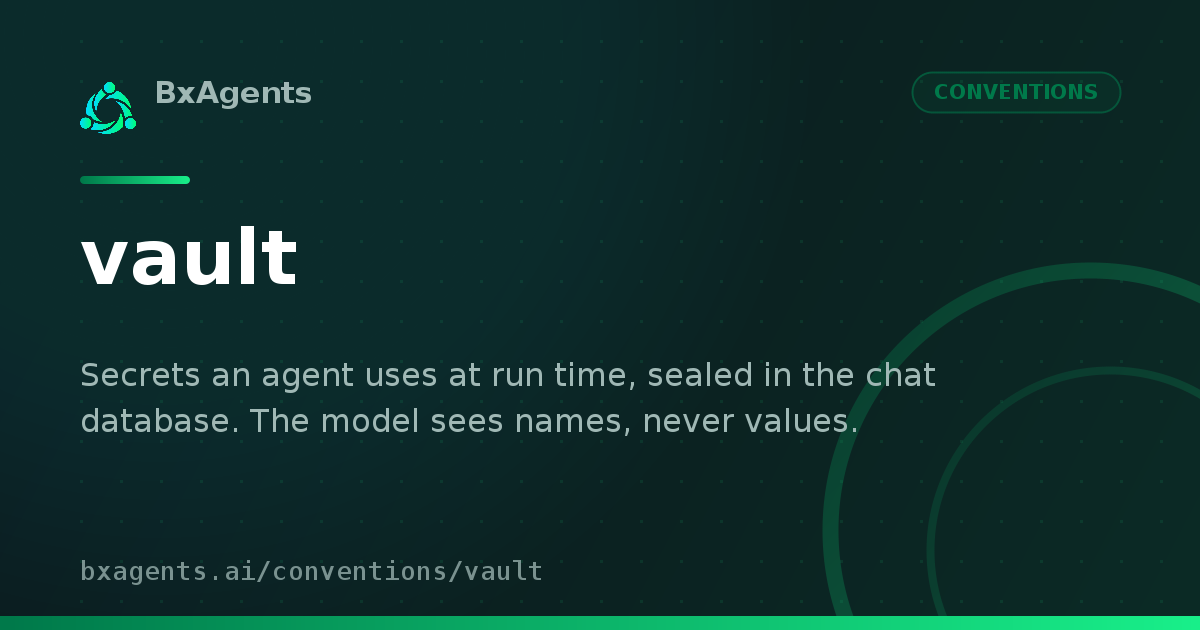 BxAgents
CONVENTIONS
vault
Secrets an agent uses at run time, sealed in the chat
database. The model sees names, never values.
bxagents.ai/conventions/vault